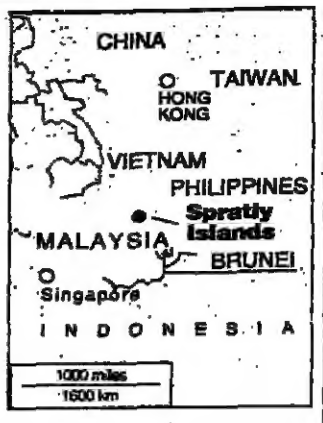 CHINA
TAIWAN
HONG
KONG
VIETNAM
PHILIPPINES
Spratly
Islands
MALAYSIA
BRUNEI
Singapore
INDONESIA
1000 miles
1600 km